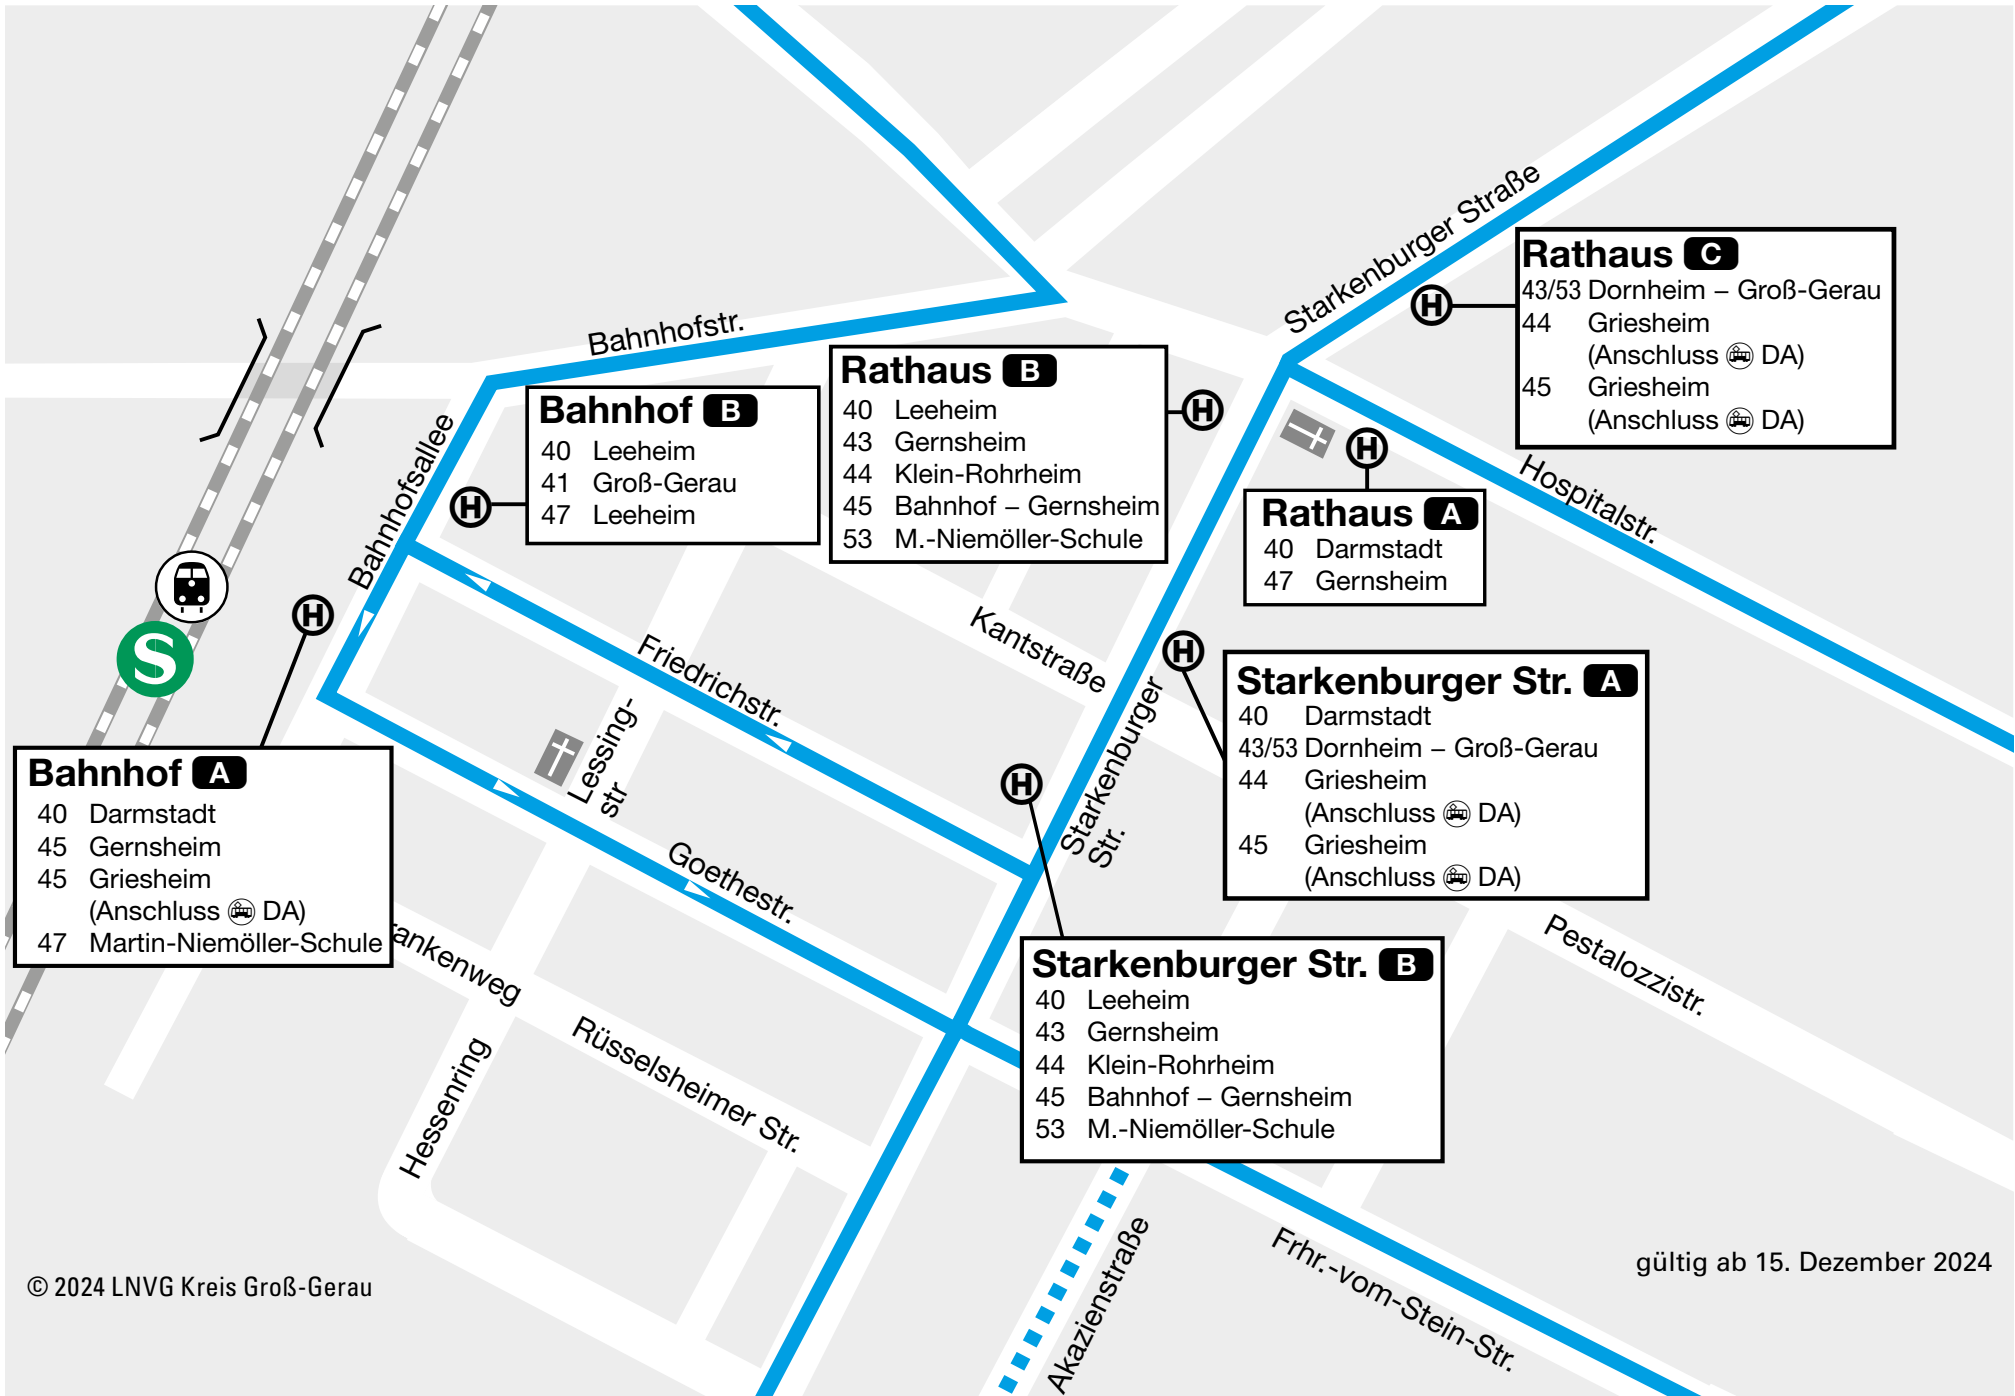 Starkenburger Straße
Rathaus C
43/53 Dornheim – Groß-Gerau
44 Griesheim
(Anschluss DA)
45 Griesheim
(Anschluss DA)
H
Bahnhofstr.
Rathaus B
40 Leeheim
43 Gernsheim
44 Klein-Rohrheim
45 Bahnhof – Gernsheim
53 M.-Niemöller-Schule
H
Bahnhof B
40 Leeheim
41 Groß-Gerau
47 Leeheim
H
Bahnhofsallee
H
Rathaus A
40 Darmstadt
47 Gernsheim
Hospitalstr.
Kantstraße
H
Starkenburger Str. A
40 Darmstadt
43/53 Dornheim – Groß-Gerau
44 Griesheim
(Anschluss DA)
45 Griesheim
(Anschluss DA)
H
S
Friedrichstr.
Lessing-
str
Starkenburger
Str.
H
Bahnhof A
40 Darmstadt
45 Gernsheim
45 Griesheim
(Anschluss DA)
47 Martin-Niemöller-Schule
Goethestr.
rankenweg
Starkenburger Str. B
40 Leeheim
43 Gernsheim
44 Klein-Rohrheim
45 Bahnhof – Gernsheim
53 M.-Niemöller-Schule
Pestalozzistr.
Rüsselsheimer Str.
Hessenring
Akazienstraße
Frhr.-vom-Stein-Str.
gültig ab 15. Dezember 2024
© 2024 LNVG Kreis Groß-Gerau